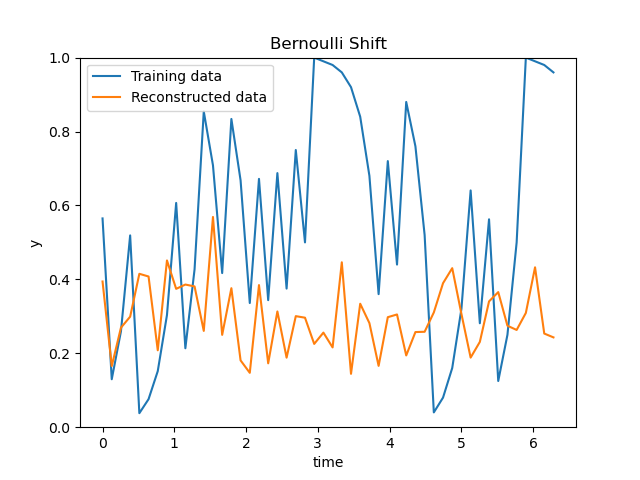 Bernoulli Shift
Training data
Reconstructed data
1.0
0.8
0.6
0.4
0.2
0.0
y
0 1 2 3 4 5 6
time